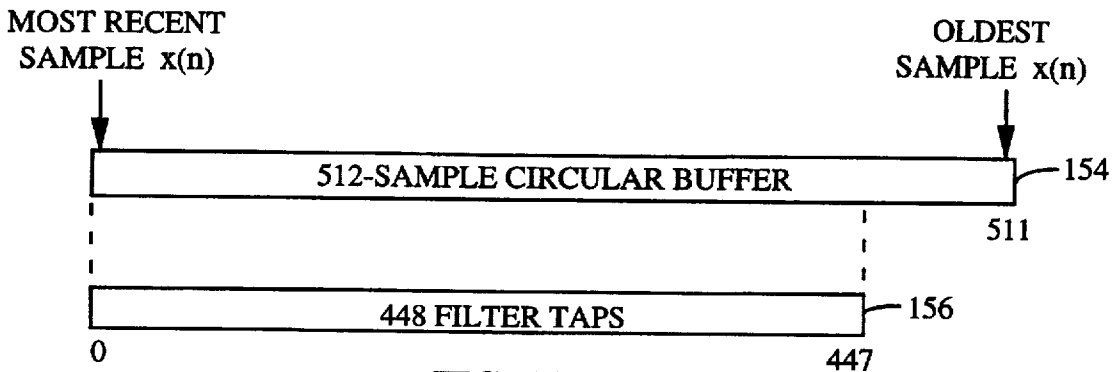 MOST RECENT
SAMPLE x(n)
OLDEST
SAMPLE x(n)
512-SAMPLE CIRCULAR BUFFER
154
511
448 FILTER TAPS
156
0
447